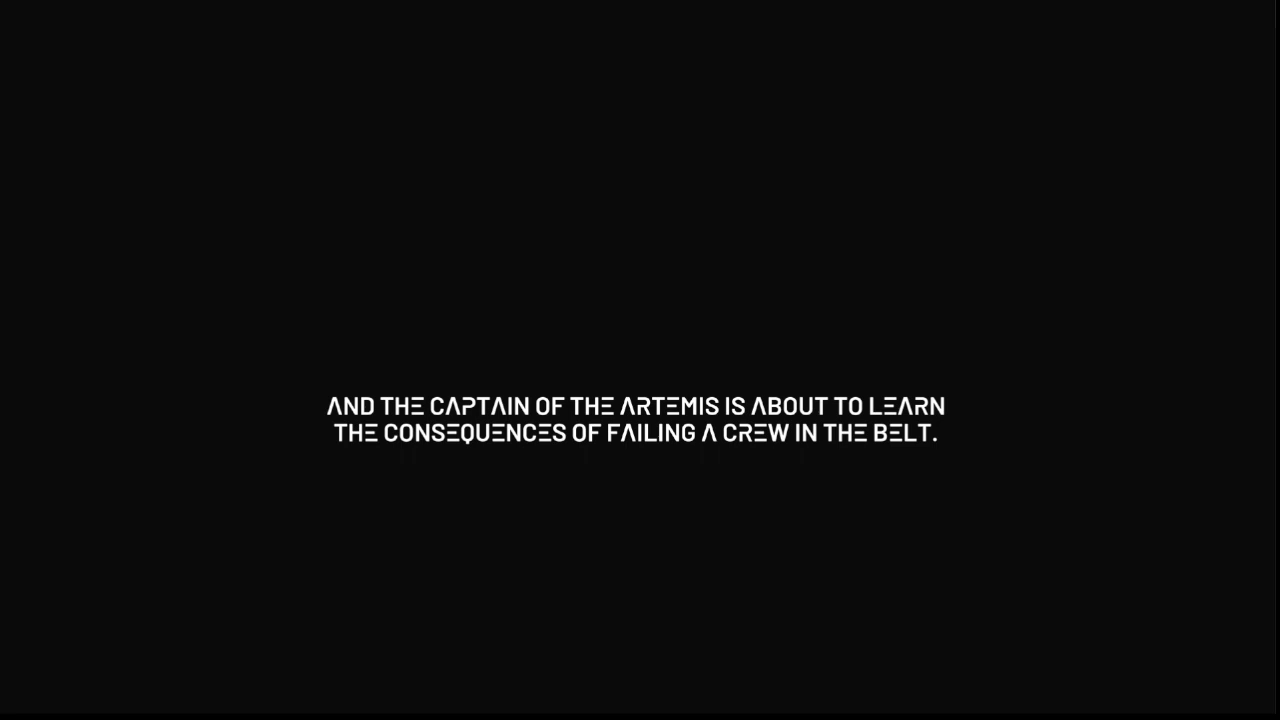 AND THE CAPTAIN OF THE ARTEMIS IS ABOUT TO LEARN
THE CONSEQUENCES OF FAILING A CREW IN THE BELT.